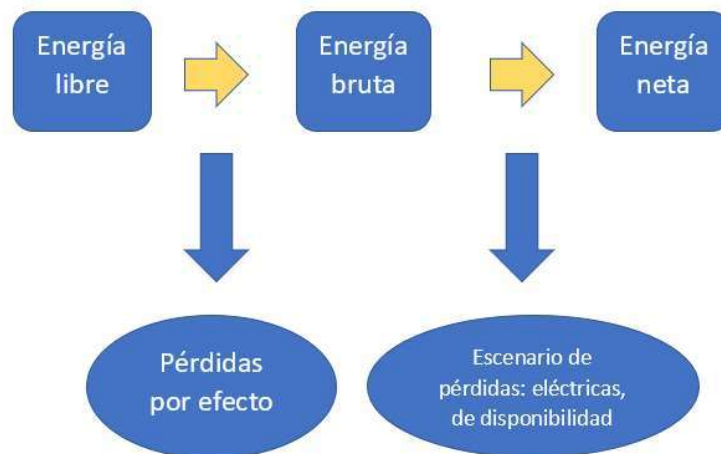 Energía
libre
Energía
bruta
Energía
neta
Pérdidas
por efecto
Escenario de
pérdidas: eléctricas,
de disponibilidad